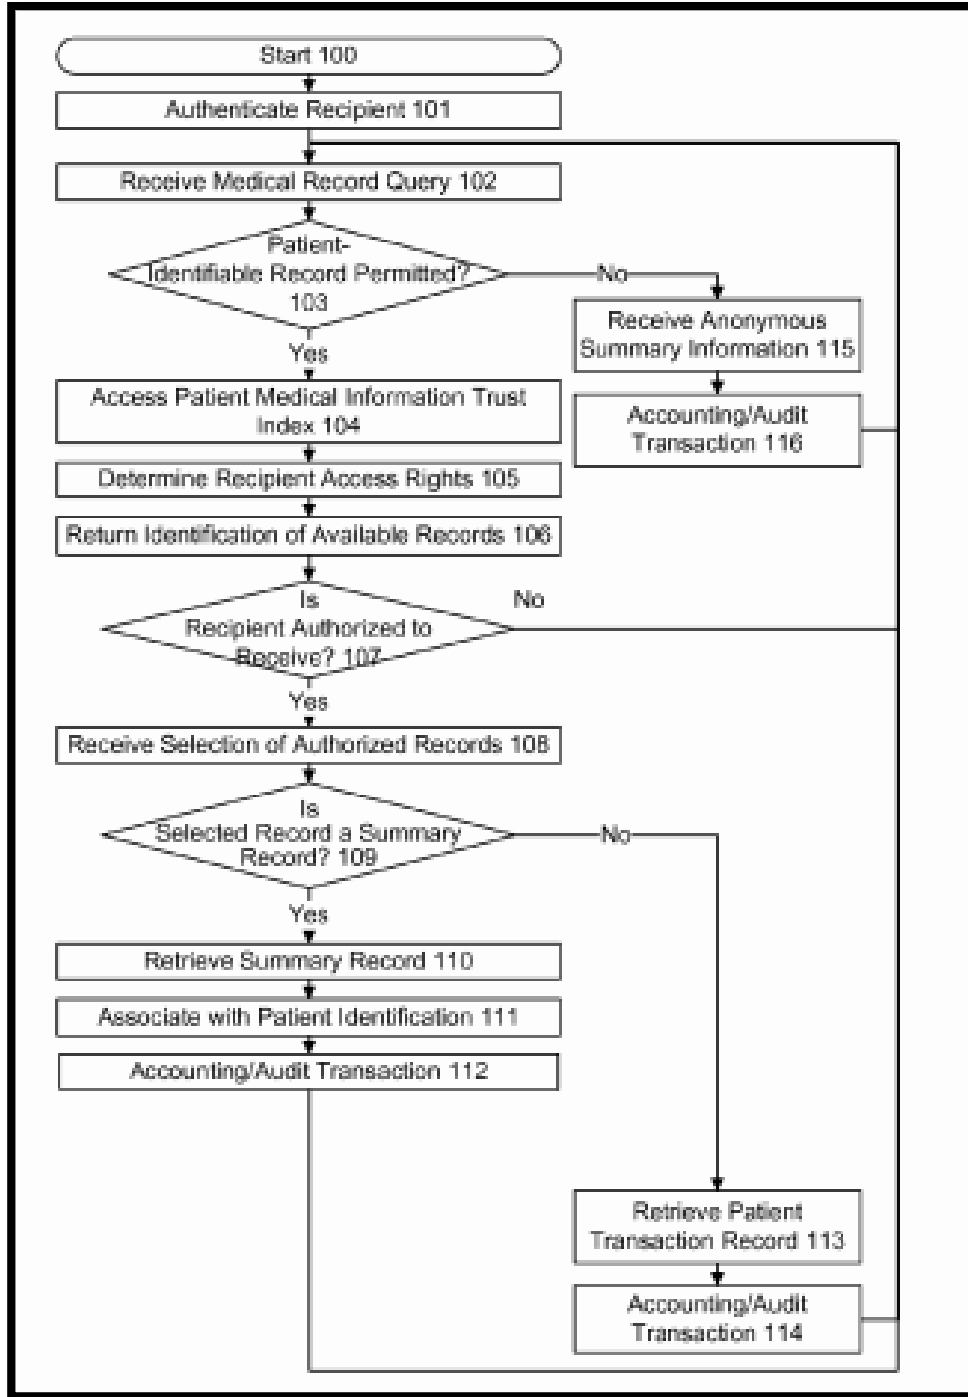 Start 100
Authenticate Recipient 101
Receive Medical Record Query 102
Patient-
Identifiable Record Permitted?
103
No
Receive Anonymous
Summary Information 115
Yes
Access Patient Medical Information Trust
Index 104
Accounting/Audit
Transaction 116
Determine Recipient Access Rights 105
Return Identification of Available Records 106
Is
Recipient Authorized to
Receive? 107
No
Yes
Receive Selection of Authorized Records 108
Is
Selected Record a Summary
Record? 109
No
Yes
Retrieve Summary Record 110
Associate with Patient Identification 111
Accounting/Audit Transaction 112
Retrieve Patient
Transaction Record 113
Accounting/Audit
Transaction 114